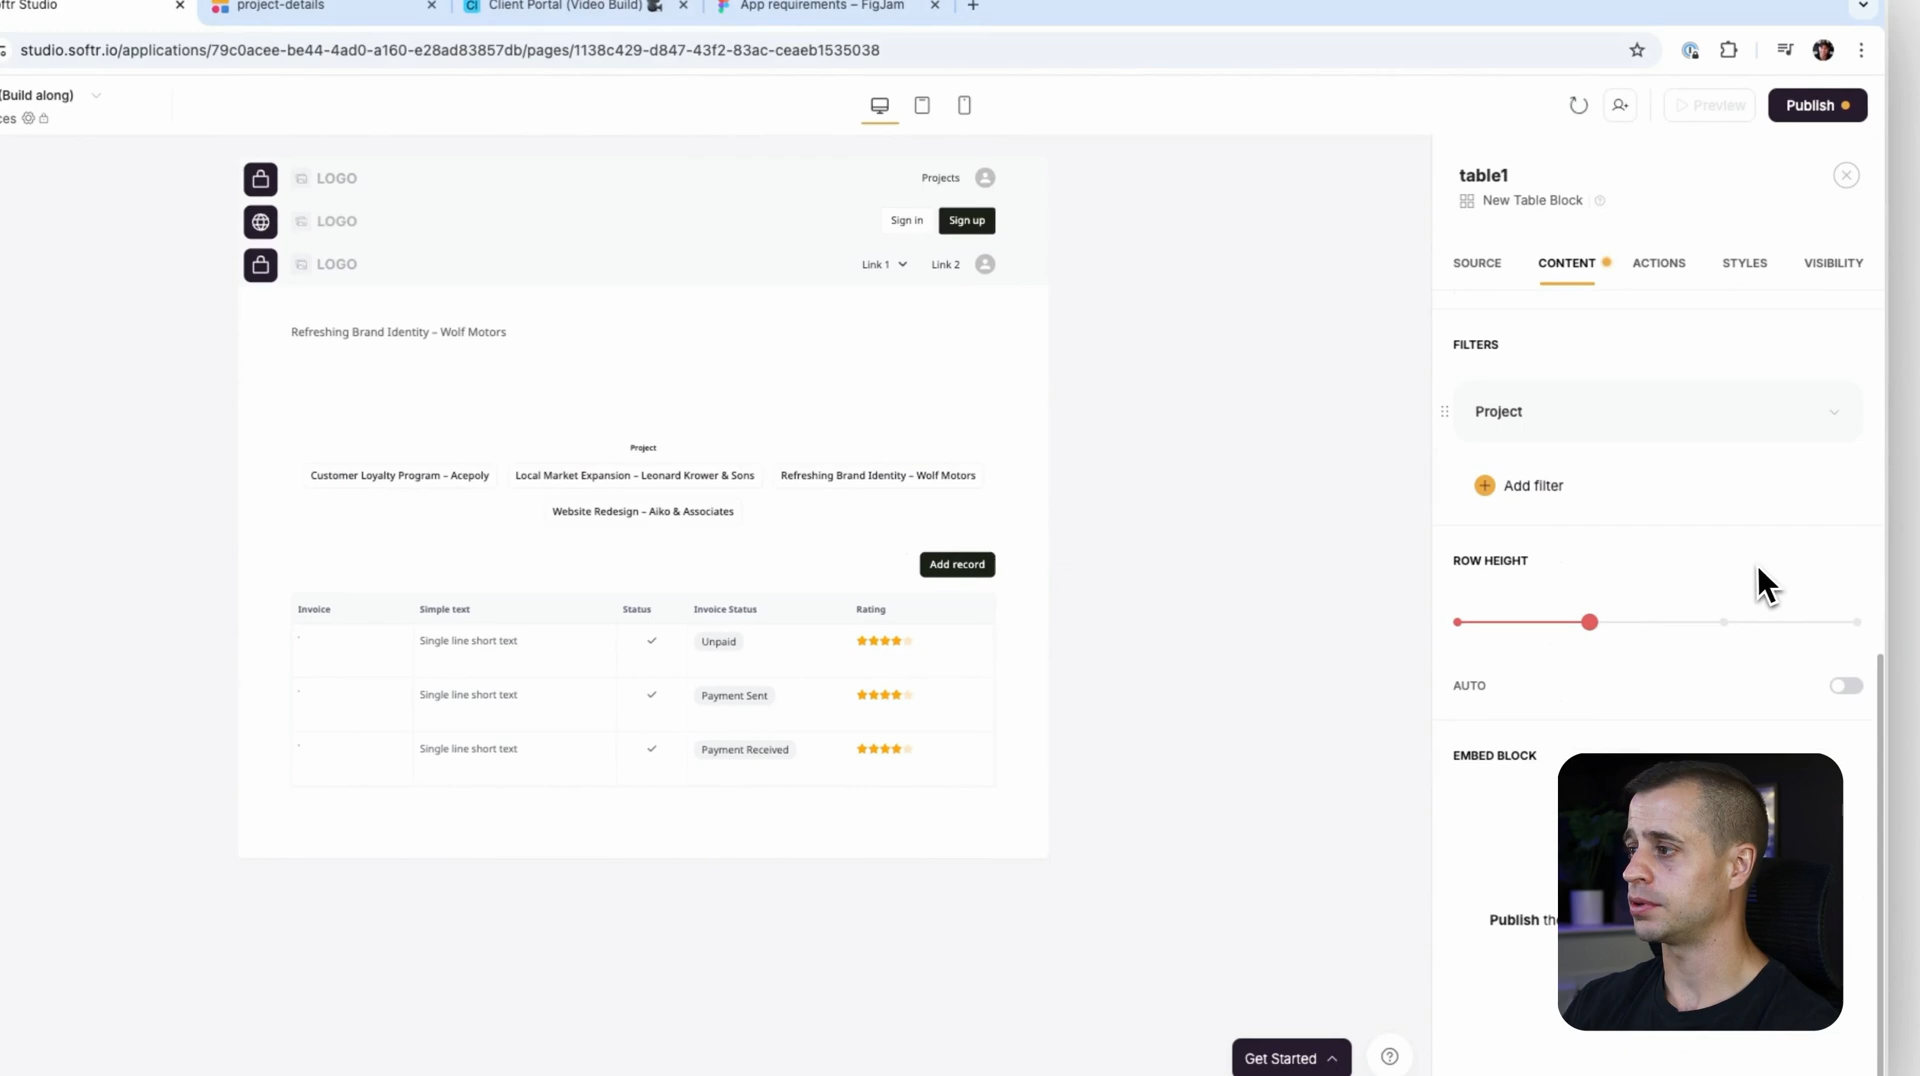 ftr Studio
project-details
Client Portal (Video Build)
App requirements – FigJam
studio.softr.io/applications/79c0acee-be44-4ad0-a160-e28ad83857db/pages/1138c429-d847-43f2-83ac-ceaeb1535038
(Build along)
ces
Preview
Publish
LOGO
Projects
LOGO
Sign in
Sign up
LOGO
Link 1
Link 2
Refreshing Brand Identity – Wolf Motors
Project
Customer Loyalty Program – Acepoly
Local Market Expansion – Leonard Krower & Sons
Refreshing Brand Identity – Wolf Motors
Website Redesign – Aiko & Associates
Add record
Invoice Simple text Status Invoice Status Rating
Single line short text Unpaid
Single line short text Payment Sent
Single line short text Payment Received
Get Started
table1
New Table Block
SOURCE CONTENT ACTIONS STYLES VISIBILITY
FILTERS
Project
Add filter
ROW HEIGHT
AUTO
EMBED BLOCK
Publish the